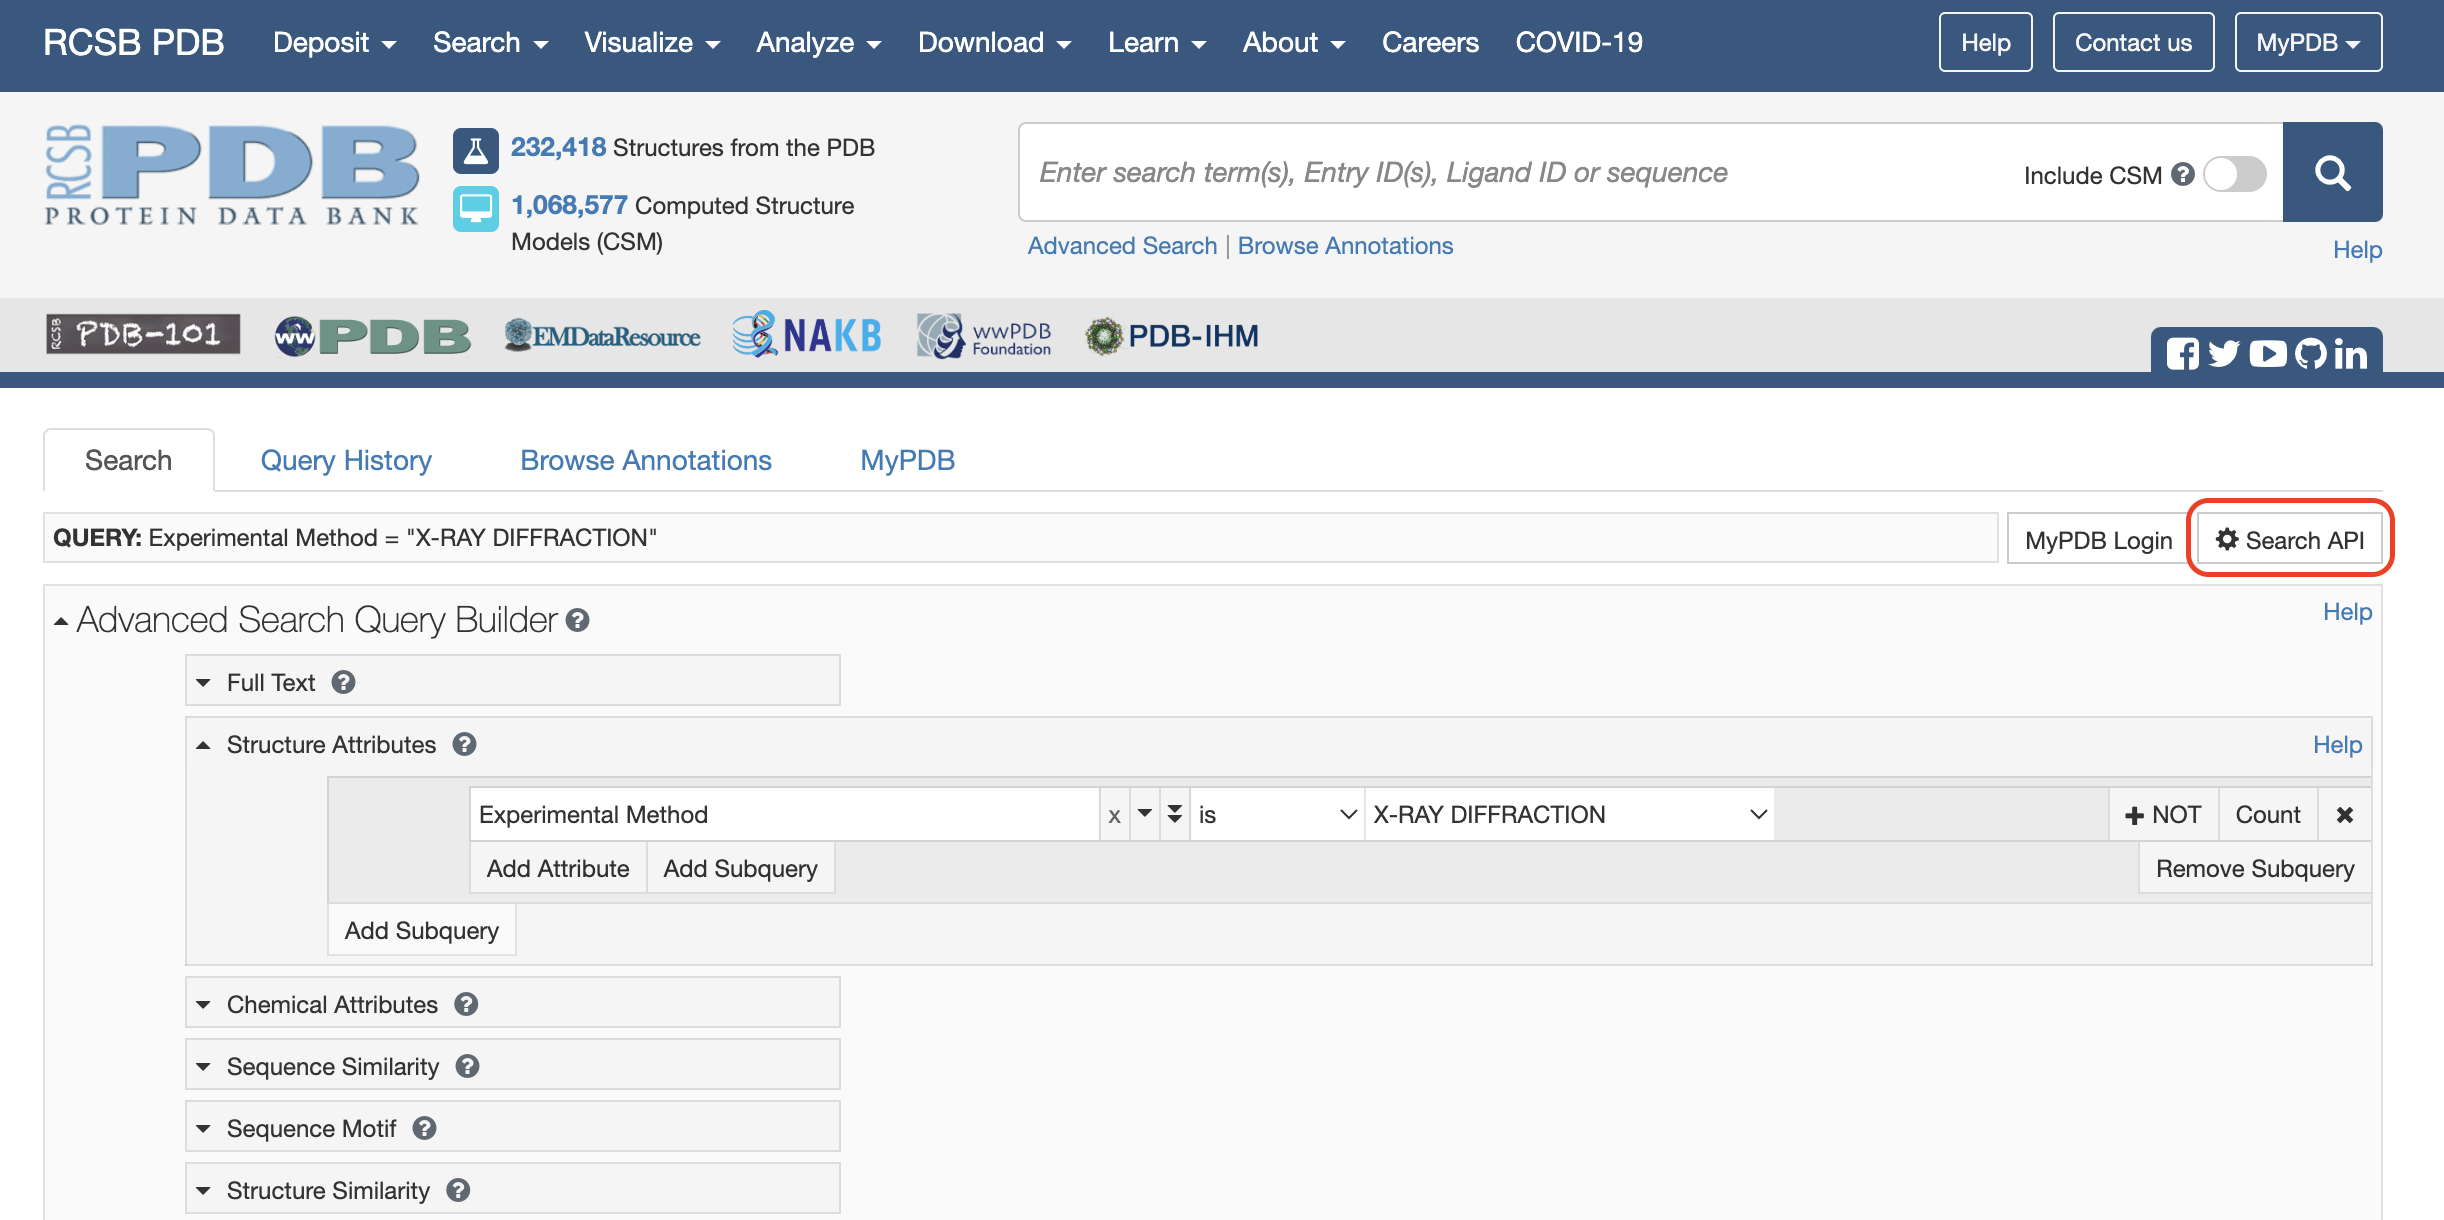 RCSB PDB Deposit Search Visualize Analyze Download Learn About Careers COVID-19 Help Contact us MyPDB
RCSB PDB
PROTEIN DATA BANK
232,418 Structures from the PDB
1,068,577 Computed Structure
Models (CSM)
Enter search term(s), Entry ID(s), Ligand ID or sequence Include CSM ?
Advanced Search | Browse Annotations Help
RCSB PDB-101 wwPDB EMDataResource NAKB wwPDB Foundation PDB-IHM
Search Query History Browse Annotations MyPDB
QUERY: Experimental Method = "X-RAY DIFFRACTION" MyPDB Login Search API
Advanced Search Query Builder ? Help
Full Text ?
Structure Attributes ? Help
Experimental Method x is X-RAY DIFFRACTION NOT Count
Add Attribute Add Subquery Remove Subquery
Add Subquery
Chemical Attributes ?
Sequence Similarity ?
Sequence Motif ?
Structure Similarity ?